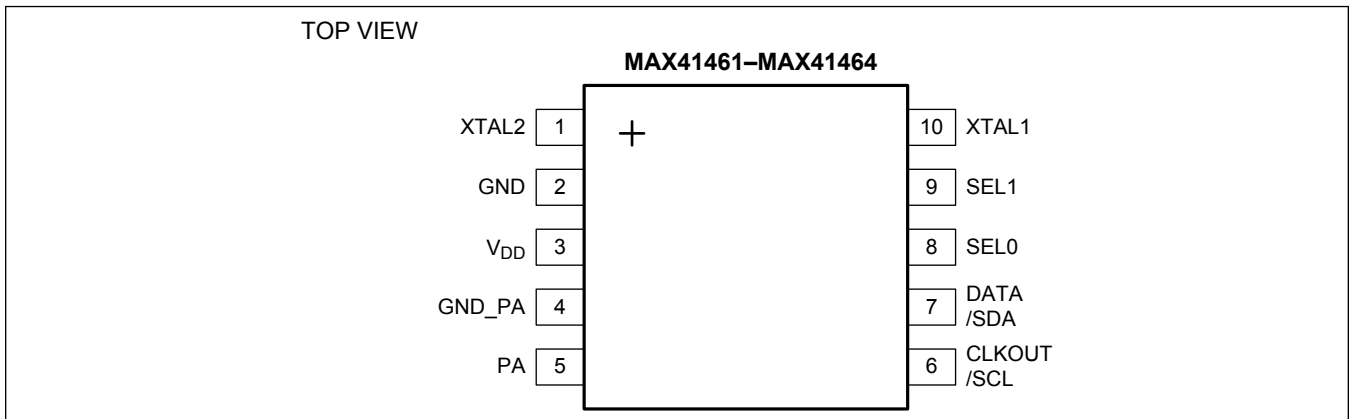 TOP VIEW
MAX41461–MAX41464
XTAL2 1
GND 2
VDD 3
GND_PA 4
PA 5
+
10 XTAL1
9 SEL1
8 SEL0
7 DATA
/SDA
6 CLKOUT
/SCL